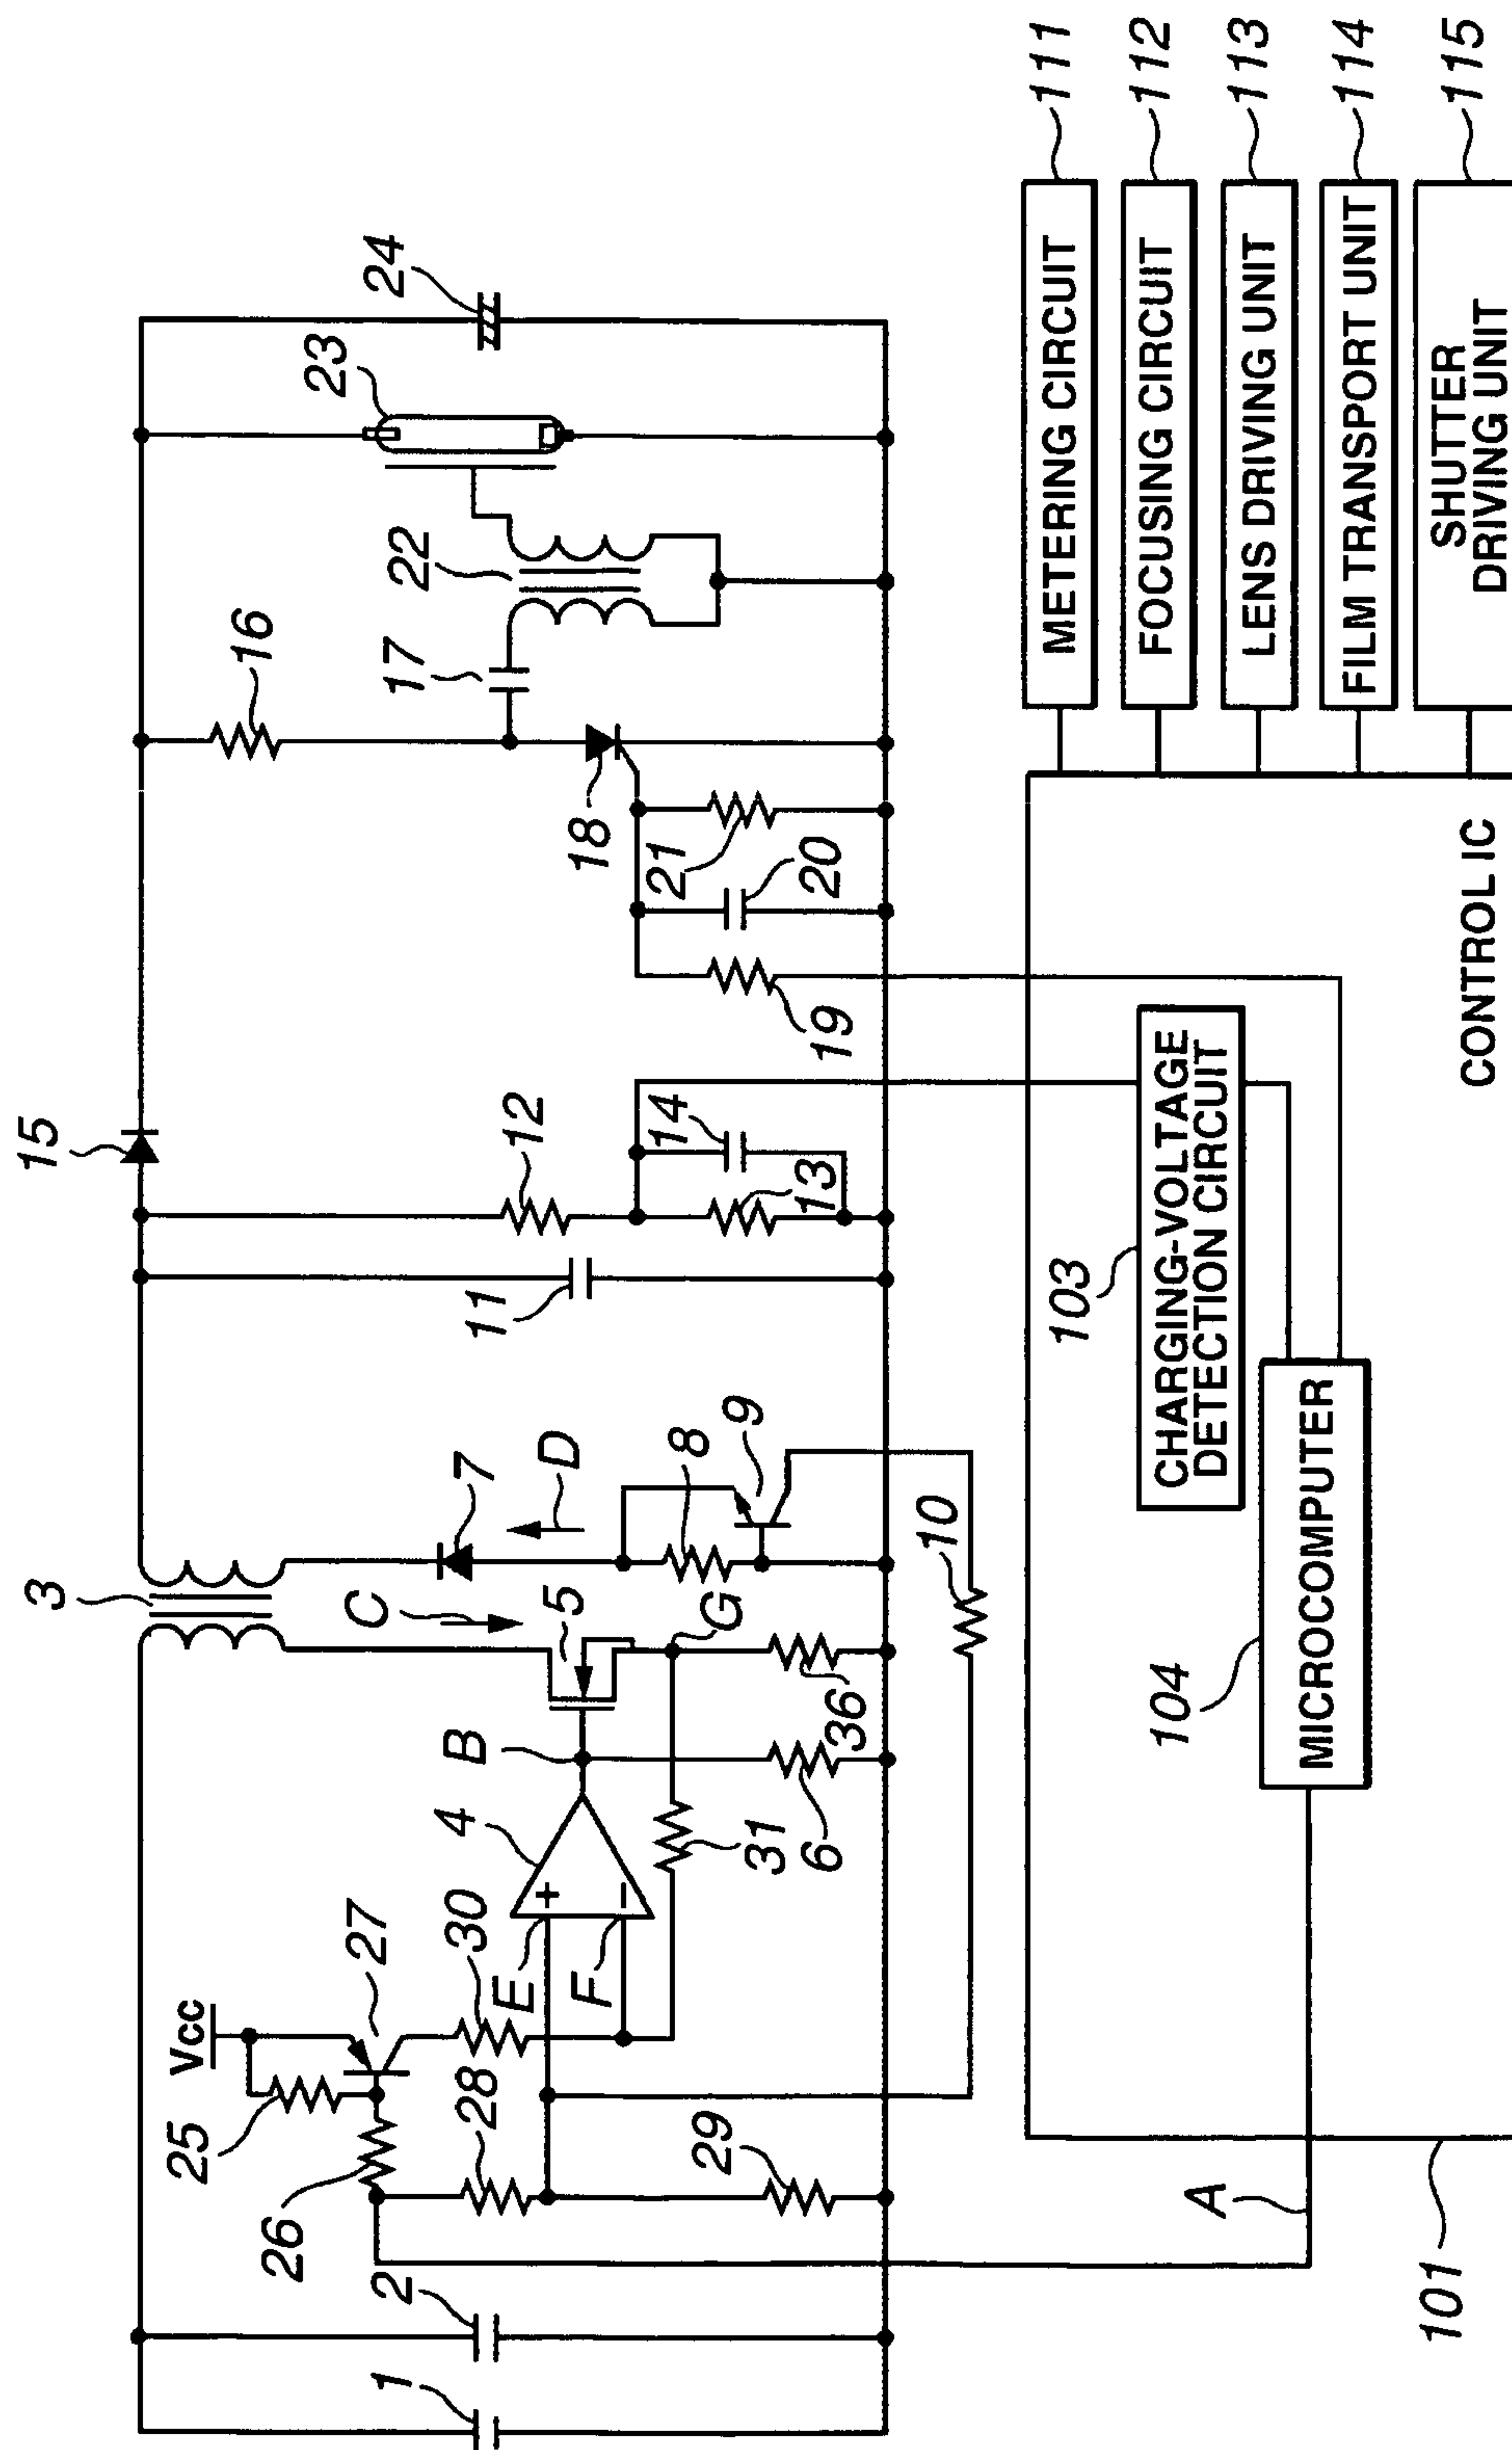 1
2
3
Vcc
25
26
27
28
29
30
E
F
4
B
31
6
36
G
5
C
7
D
8
9
10
11
12
13
14
15
16
17
18
19
20
21
22
23
24
A
101
103
CHARGING-VOLTAGE
DETECTION CIRCUIT
104
MICROCOMPUTER
CONTROL IC
METERING CIRCUIT
111
FOCUSING CIRCUIT
112
LENS DRIVING UNIT
113
FILM TRANSPORT UNIT
114
SHUTTER
DRIVING UNIT
115
+
−